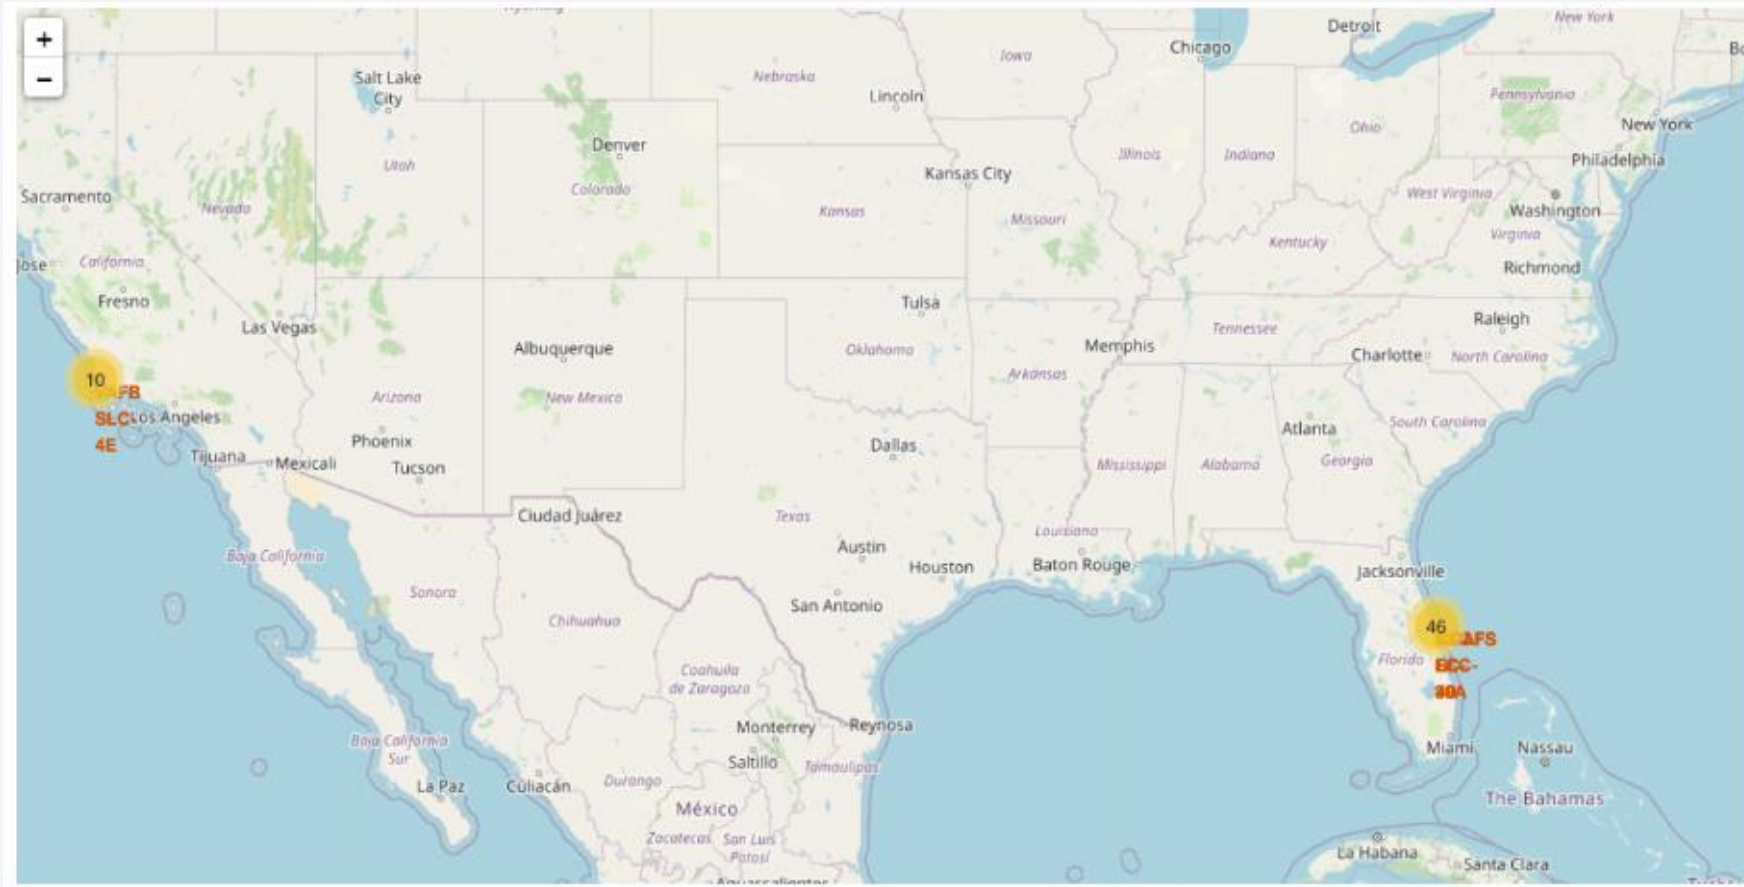 Wyoming
Detroit
New York
+
Chicago
Iowa
−
Salt Lake
City
Nebraska
Lincoln
Pennsylvania
New York
Denver
Ohio
Utah
Illinois
Indiana
Philadelphia
Kansas City
Sacramento
Colorado
West Virginia
Nevada
Kansas
Missouri
Washington
Kentucky
Virginia
Jose
California
Richmond
Fresno
Tulsa
Las Vegas
Tennessee
Raleigh
Albuquerque
Oklahoma
Memphis
Charlotte
North Carolina
10
Arkansas
AFB
Arizona
New Mexico
SLC-
Los Angeles
South Carolina
4E
Phoenix
Dallas
Atlanta
Tijuana
Mexicali
Tucson
Mississippi
Alabama
Georgia
Ciudad Juárez
Texas
Louisiana
Baja California
Austin
Houston
Baton Rouge
Jacksonville
Sonora
San Antonio
Chihuahua
46
AFS
Florida
Coahuila
de Zaragoza
Monterrey
Reynosa
Baja California
Sur
Saltillo
Tamaulipas
Miami
Nassau
La Paz
Culiacán
Durango
México
The Bahamas
Zacatecas
San Luis
Potosí
La Habana
Santa Clara
Aguascalientes